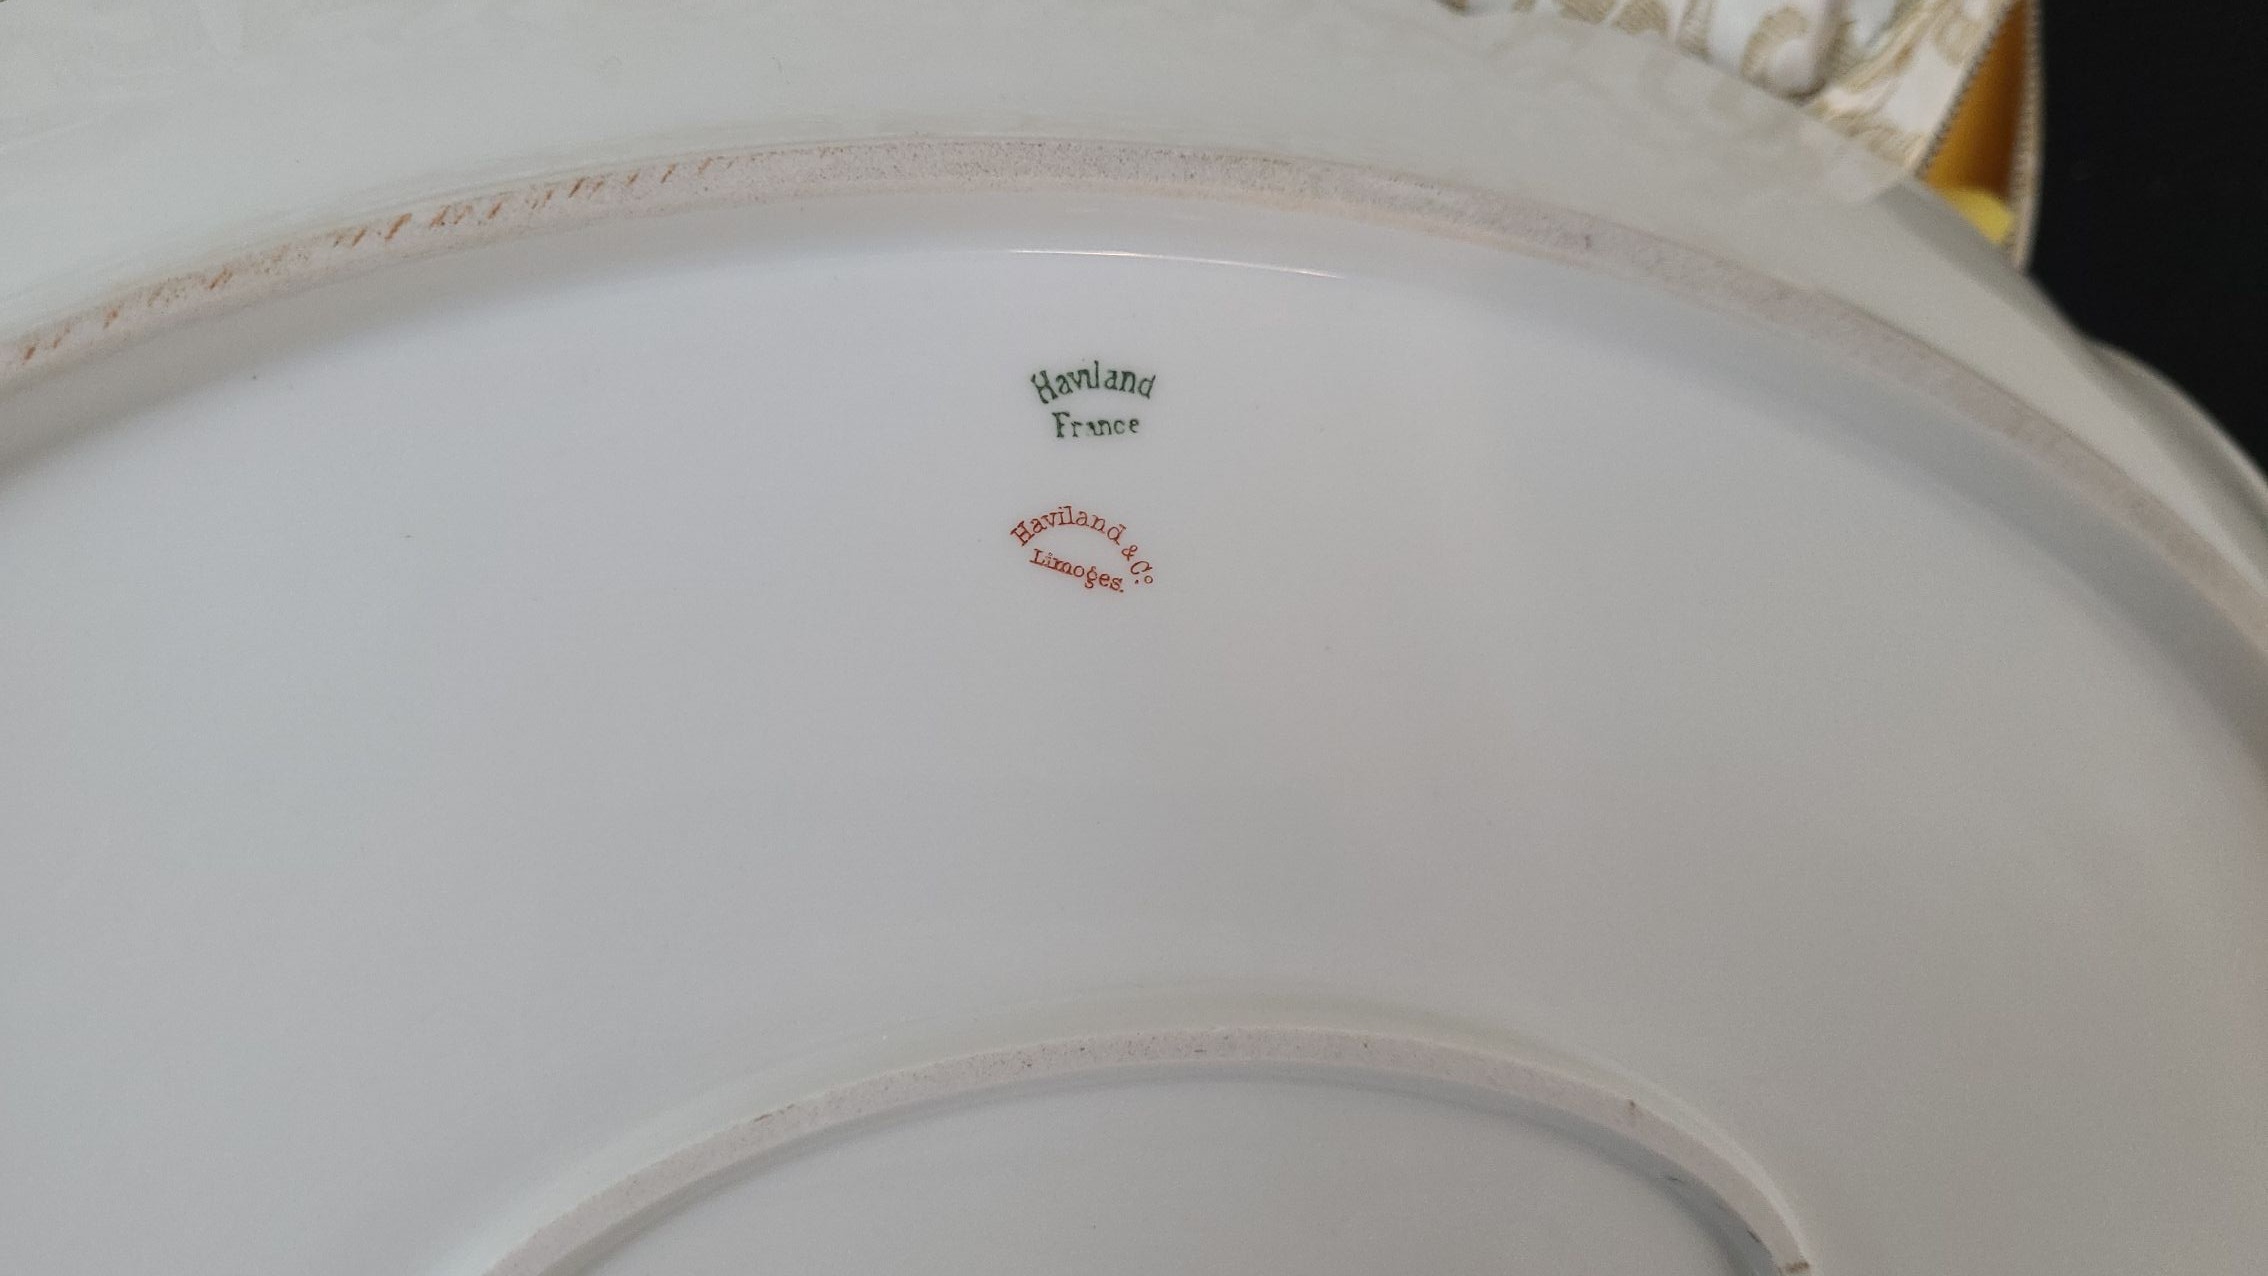 Haviland
France
Haviland & Co.
Limoges.